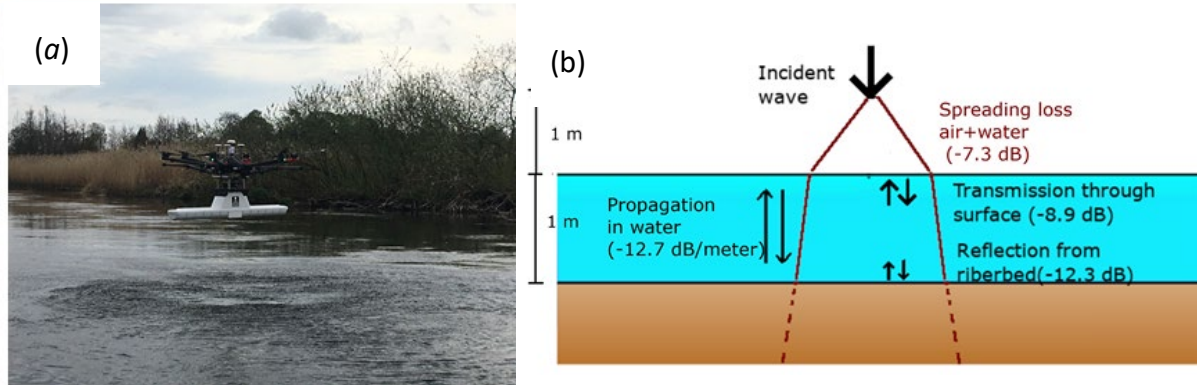 (a)
(b)
Incident
wave
Spreading loss
air+water
(-7.3 dB)
1 m
1 m
Propagation
in water
(-12.7 dB/meter)
Transmission through
surface (-8.9 dB)
Reflection from
riberbed(-12.3 dB)